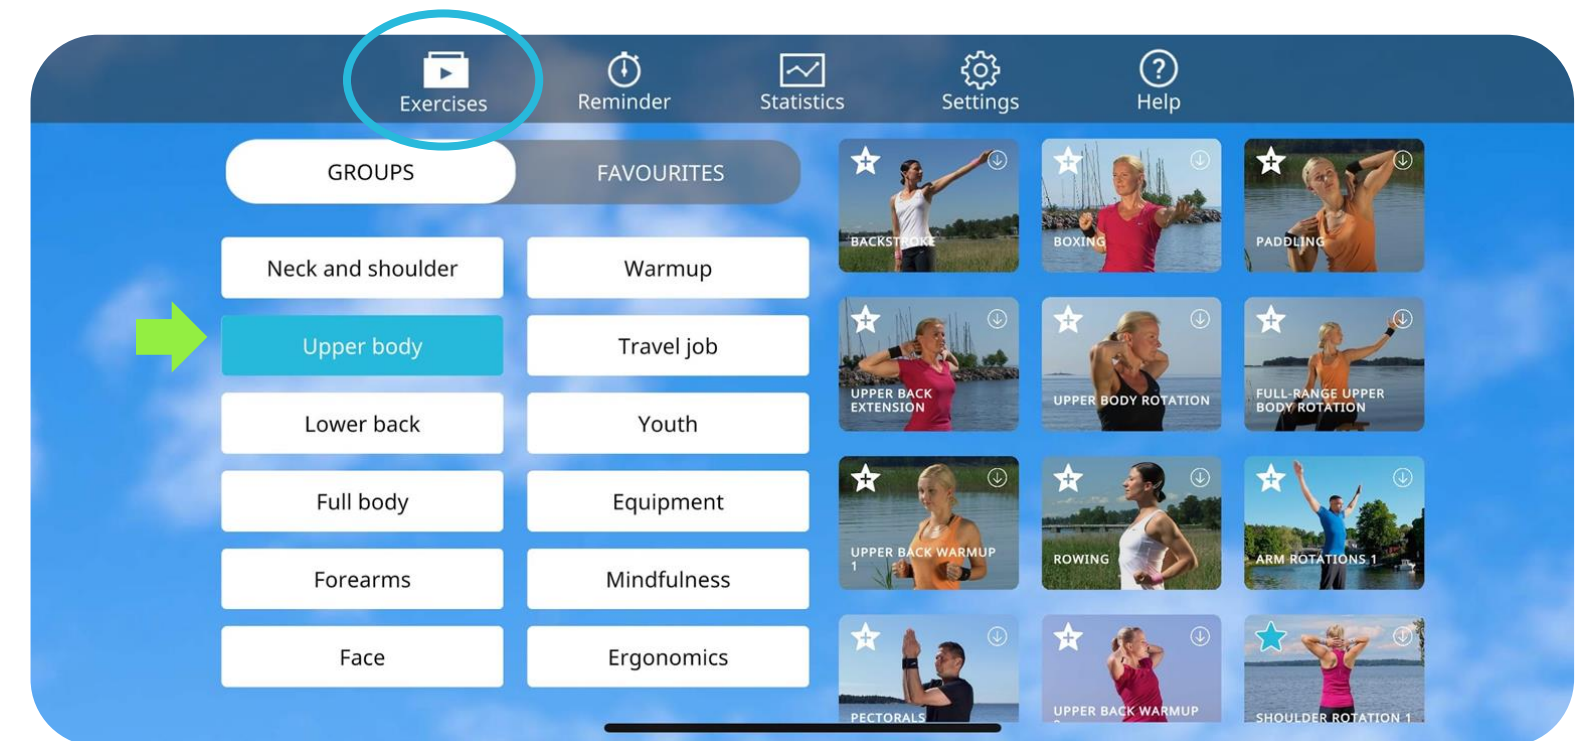 Exercises
Reminder
Statistics
Settings
Help
GROUPS
FAVOURITES
Neck and shoulder
Warmup
Upper body
Travel job
Lower back
Youth
Full body
Equipment
Forearms
Mindfulness
Face
Ergonomics
BACKSTROKE
BOXING
PADDLING
UPPER BACK
EXTENSION
UPPER BODY ROTATION
FULL-RANGE UPPER
BODY ROTATION
UPPER BACK WARMUP
1
ROWING
ARM ROTATIONS 1
PECTORALS
UPPER BACK WARMUP
SHOULDER ROTATION 1